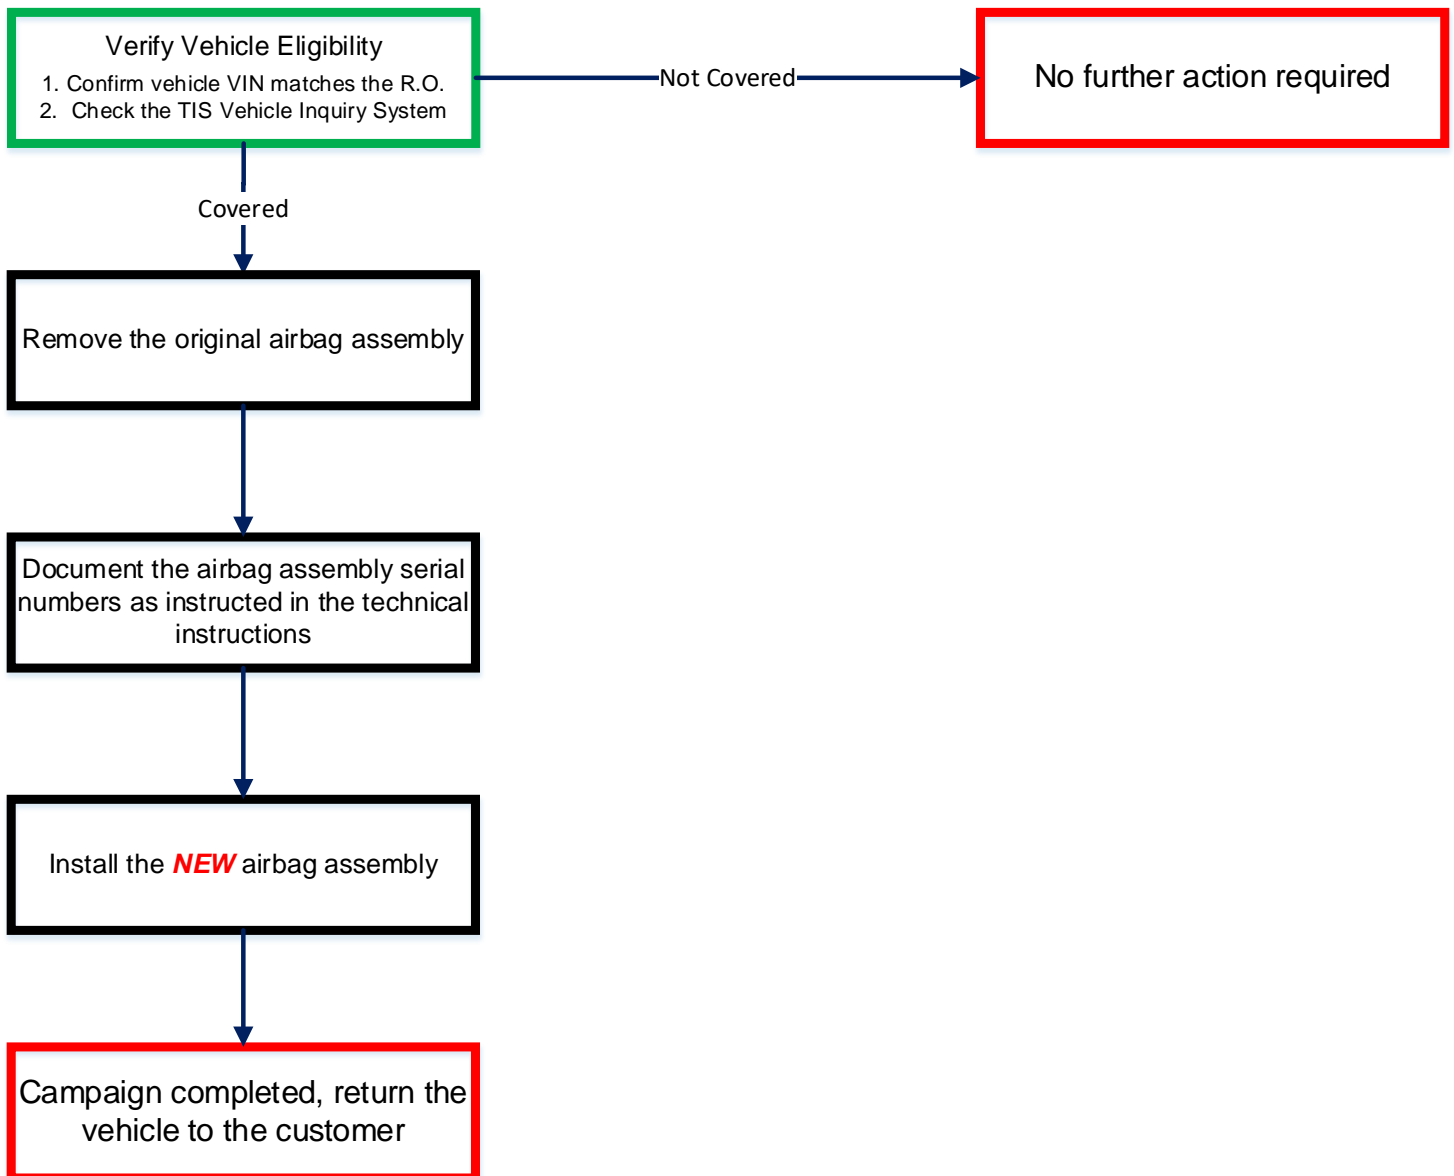 Verify Vehicle Eligibility
1. Confirm vehicle VIN matches the R.O.
2. Check the TIS Vehicle Inquiry System
Not Covered
No further action required
Covered
Remove the original airbag assembly
Document the airbag assembly serial
numbers as instructed in the technical
instructions
Install the NEW airbag assembly
Campaign completed, return the
vehicle to the customer